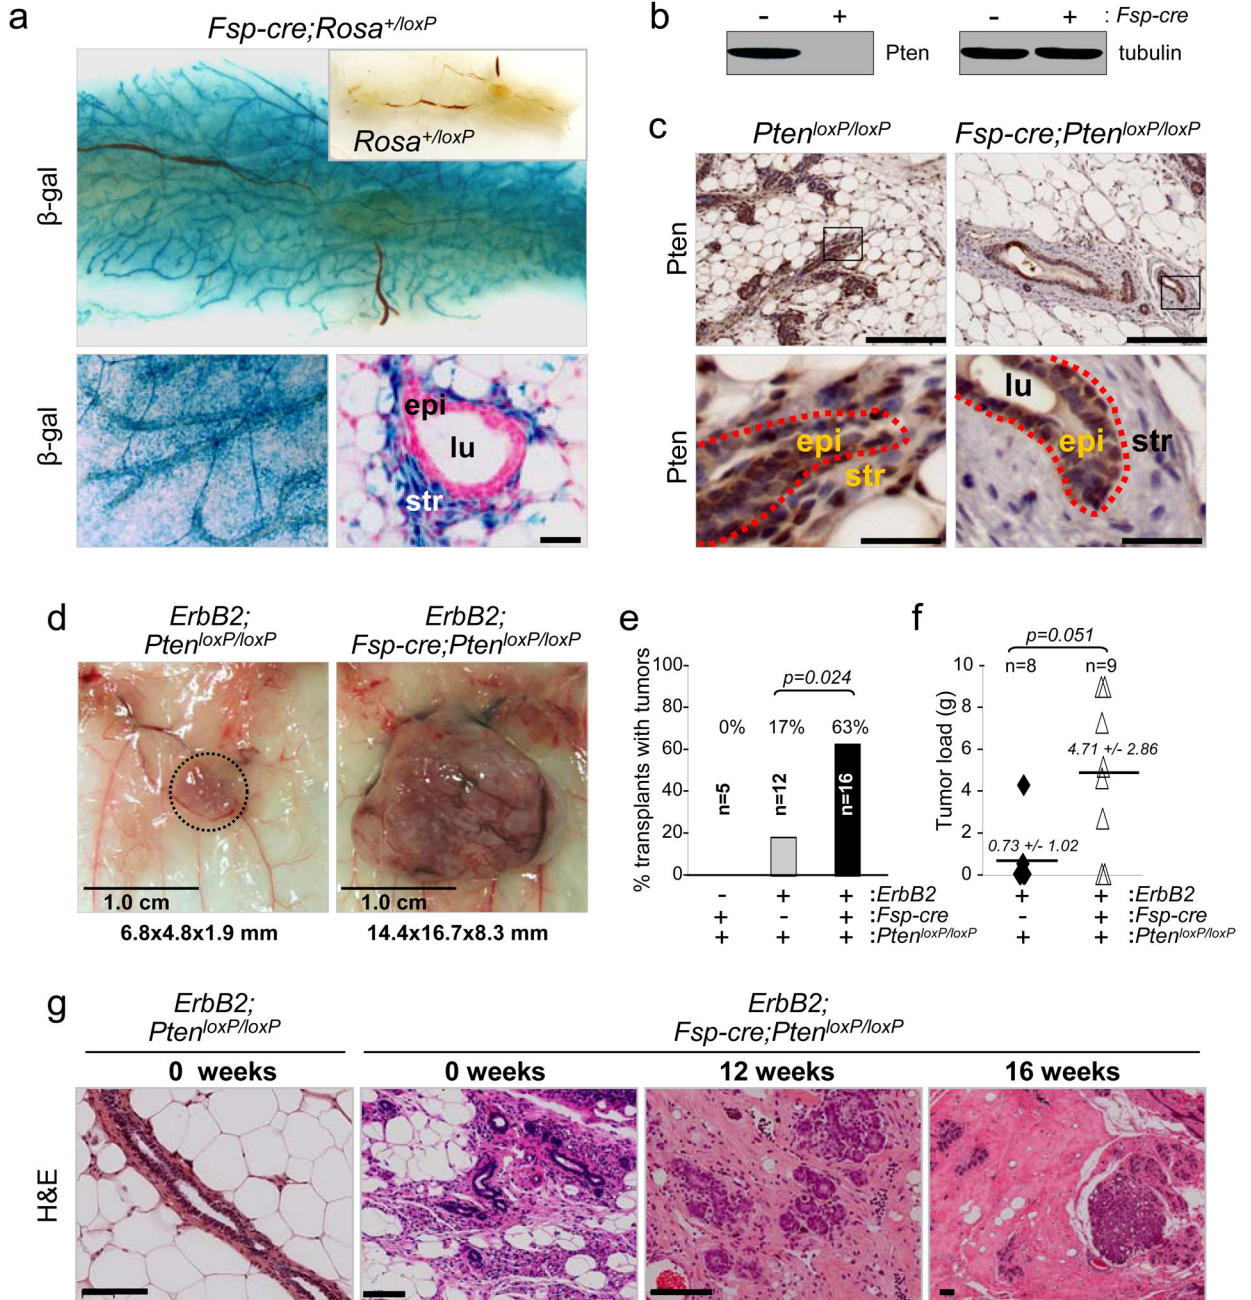 a
Fsp-cre;Rosa+/loxP
Rosa+/loxP
β-gal
β-gal
epi
lu
str
b
- + - + : Fsp-cre
Pten
tubulin
c
PtenloxP/loxP
Fsp-cre;PtenloxP/loxP
Pten
Pten
epi
str
lu
epi
str
d
ErbB2;
PtenloxP/loxP
ErbB2;
Fsp-cre;PtenloxP/loxP
1.0 cm
1.0 cm
6.8x4.8x1.9 mm
14.4x16.7x8.3 mm
e
% transplants with tumors
100
80
60
40
20
0
p=0.024
0% 17% 63%
n=5
n=12
n=16
- + + :ErbB2
+ - + :Fsp-cre
+ + + :PtenloxP/loxP
f
p=0.051
Tumor load (g)
10
8
6
4
2
0
n=8
n=9
4.71 +/- 2.86
0.73 +/- 1.02
+ + :ErbB2
- + :Fsp-cre
+ + :PtenloxP/loxP
g
ErbB2;
PtenloxP/loxP
ErbB2;
Fsp-cre;PtenloxP/loxP
0 weeks
0 weeks
12 weeks
16 weeks
H&E